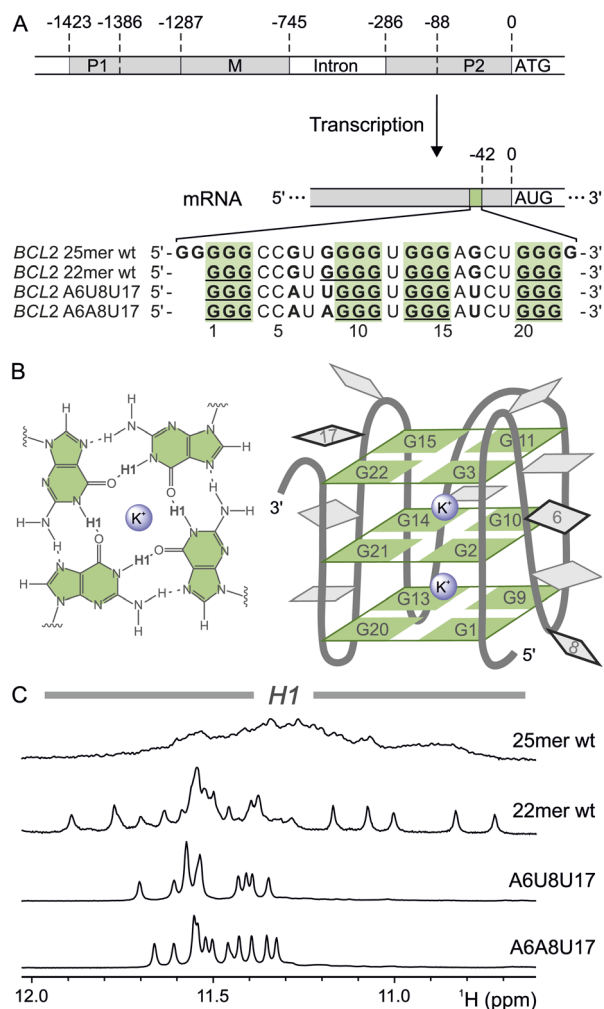 A
-1423 -1386 -1287 -745 -286 -88 0
P1 M Intron P2 ATG
Transcription
-42 0
mRNA 5'··· AUG ···3'
BCL2 25mer wt 5'-GGGGGCCGUGGGGUGGGAGCUGGGG-3'
BCL2 22mer wt 5'- GGGCCGUGGGGUGGGAGCUGGG -3'
BCL2 A6U8U17 5'- GGGCCAUUGGGUGGGAUCUGGG -3'
BCL2 A6A8U17 5'- GGGCCAUAGGGUGGGAUCUGGG -3'
1 5 10 15 20
B
H H N H N N N N H H1 N N O N N N H1 O K+ H1 N H N H O O H1 N N N N N H N H N N H
17 G15 G11
G22 G3
3' K+ 6
G14 G10
G21 G2
K+
G13 G9
G20 G1
5' 8
C
H1
25mer wt
22mer wt
A6U8U17
A6A8U17
12.0 11.5 11.0 ¹H (ppm)